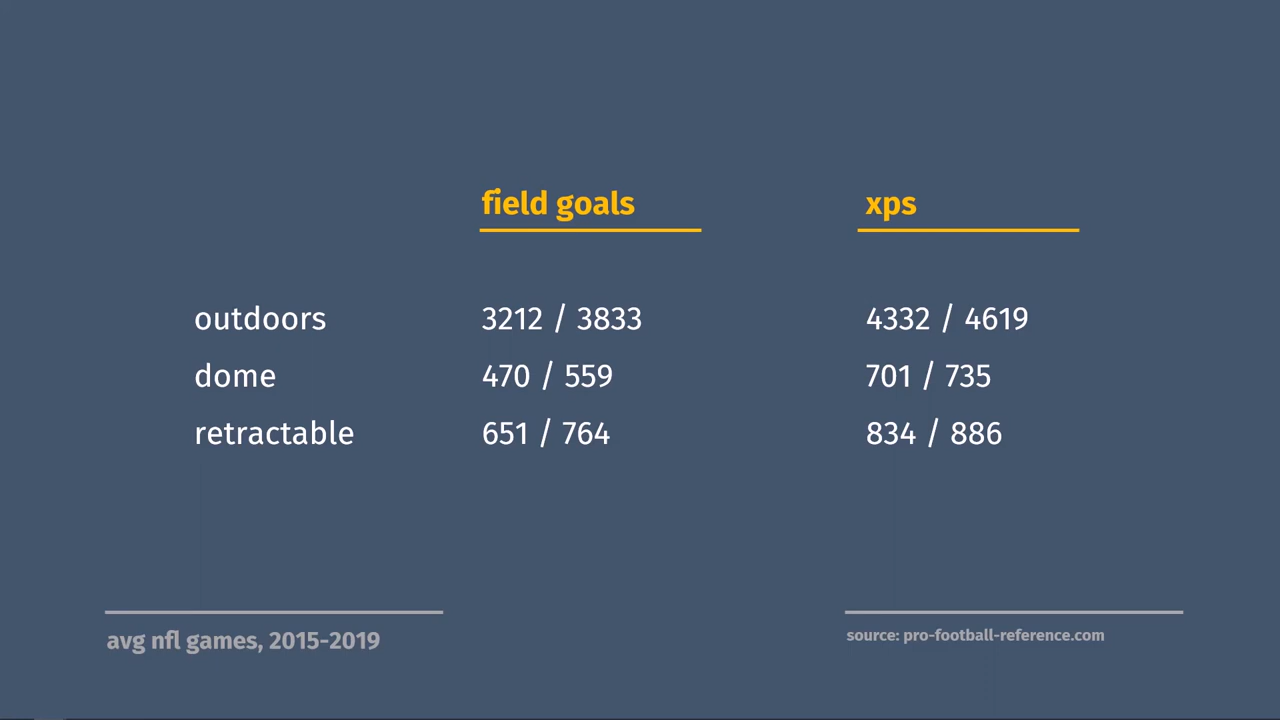 field goals xps
outdoors 3212 / 3833 4332 / 4619
dome 470 / 559 701 / 735
retractable 651 / 764 834 / 886
avg nfl games, 2015-2019
source: pro-football-reference.com